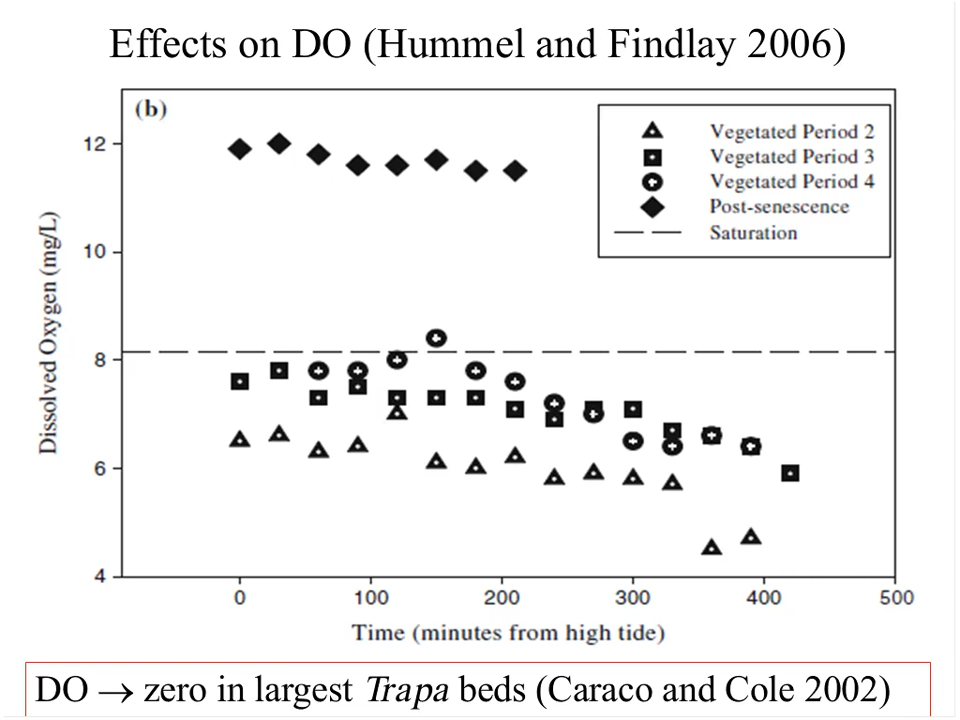 Effects on DO (Hummel and Findlay 2006)
(b)
Vegetated Period 2
Vegetated Period 3
Vegetated Period 4
Post-senescence
Saturation
Dissolved Oxygen (mg/L)
12
10
8
6
4
0 100 200 300 400 500
Time (minutes from high tide)
DO → zero in largest Trapa beds (Caraco and Cole 2002)